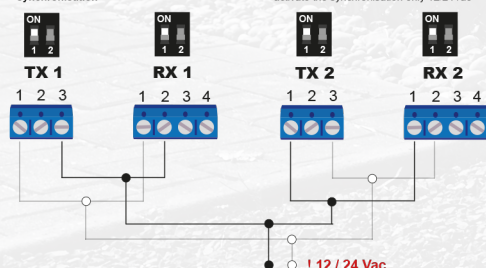 ON ON ON ON
1 2 1 2 1 2 1 2
TX 1 RX 1 TX 2 RX 2
1 2 3 1 2 3 4 1 2 3 1 2 3 4
! 12 / 24 Vac